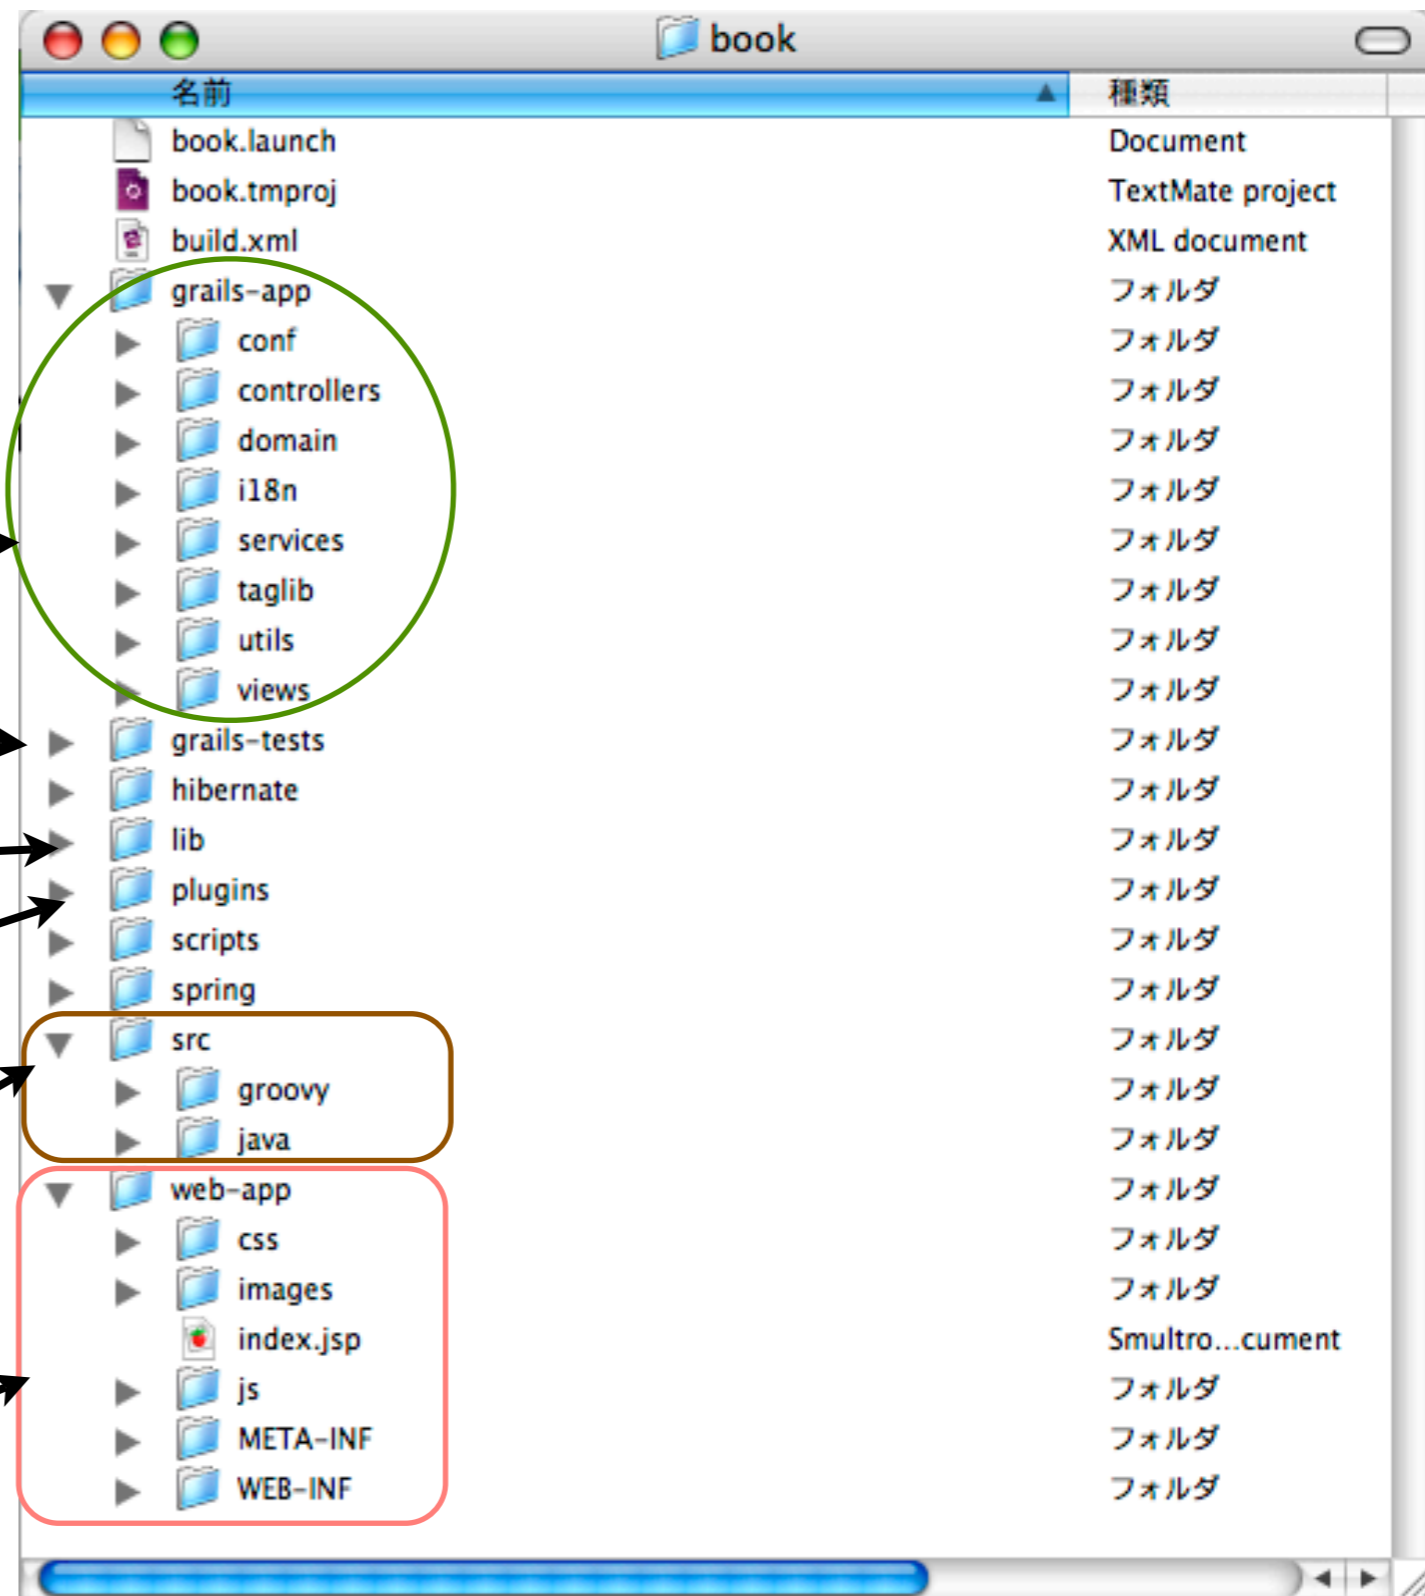 book
名前 種類
book.launch Document
book.tmproj TextMate project
build.xml XML document
grails-app フォルダ
conf フォルダ
controllers フォルダ
domain フォルダ
i18n フォルダ
services フォルダ
taglib フォルダ
utils フォルダ
views フォルダ
grails-tests フォルダ
hibernate フォルダ
lib フォルダ
plugins フォルダ
scripts フォルダ
spring フォルダ
src フォルダ
groovy フォルダ
java フォルダ
web-app フォルダ
css フォルダ
images フォルダ
index.jsp Smultro...cument
js フォルダ
META-INF フォルダ
WEB-INF フォルダ